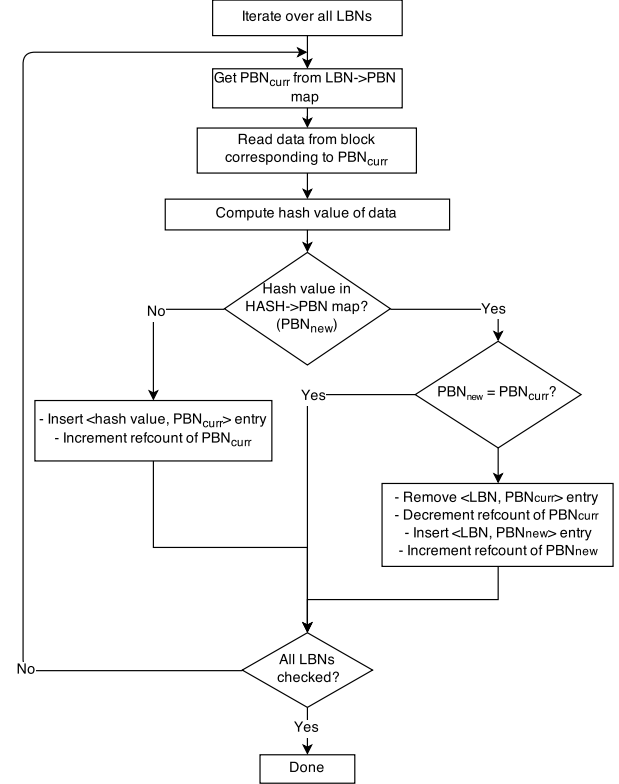 Iterate over all LBNs
Get PBNcurr from LBN->PBN
map
Read data from block
corresponding to PBNcurr
Compute hash value of data
Hash value in
HASH->PBN map?
(PBNnew)
No
Yes
PBNnew = PBNcurr?
Yes
- Insert <hash value, PBNcurr> entry
- Increment refcount of PBNcurr
- Remove <LBN, PBNcurr> entry
- Decrement refcount of PBNcurr
- Insert <LBN, PBNnew> entry
- Increment refcount of PBNnew
All LBNs
checked?
No
Yes
Done